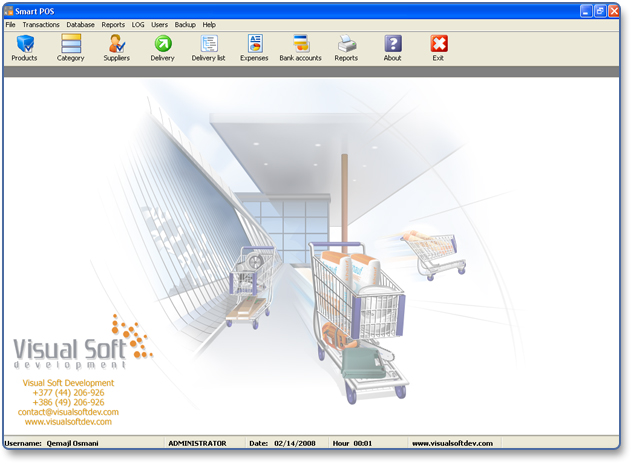 Smart POS
File Transactions Database Reports LOG Users Backup Help
Products Category Suppliers Delivery Delivery list Expenses Bank accounts Reports About Exit
Visual Soft
development
Visual Soft Development
+377 (44) 206-926
+386 (49) 206-926
contact@visualsoftdev.com
www.visualsoftdev.com
Username: Qemajl Osmani ADMINISTRATOR Date: 02/14/2008 Hour 00:01 www.visualsoftdev.com